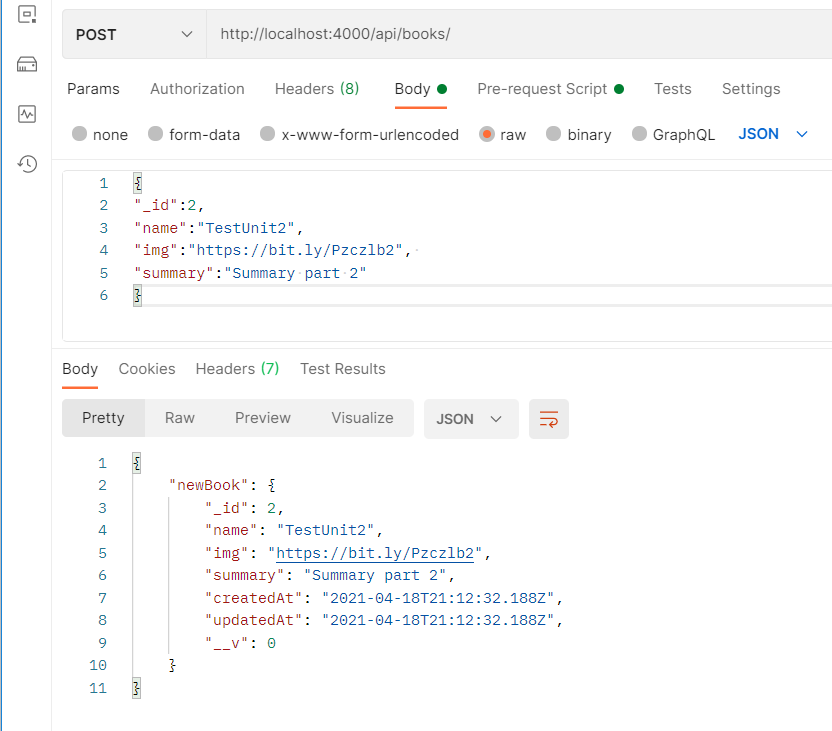 POST http://localhost:4000/api/books/
Params Authorization Headers (8) Body Pre-request Script Tests Settings
none form-data x-www-form-urlencoded raw binary GraphQL JSON
1 {
2 "_id":2,
3 "name":"TestUnit2",
4 "img":"https://bit.ly/Pzczlb2",
5 "summary":"Summary part 2"
6 }
Body Cookies Headers (7) Test Results
Pretty Raw Preview Visualize JSON
1 {
2 "newBook": {
3 "_id": 2,
4 "name": "TestUnit2",
5 "img": "https://bit.ly/Pzczlb2",
6 "summary": "Summary part 2",
7 "createdAt": "2021-04-18T21:12:32.188Z",
8 "updatedAt": "2021-04-18T21:12:32.188Z",
9 "__v": 0
10 }
11 }